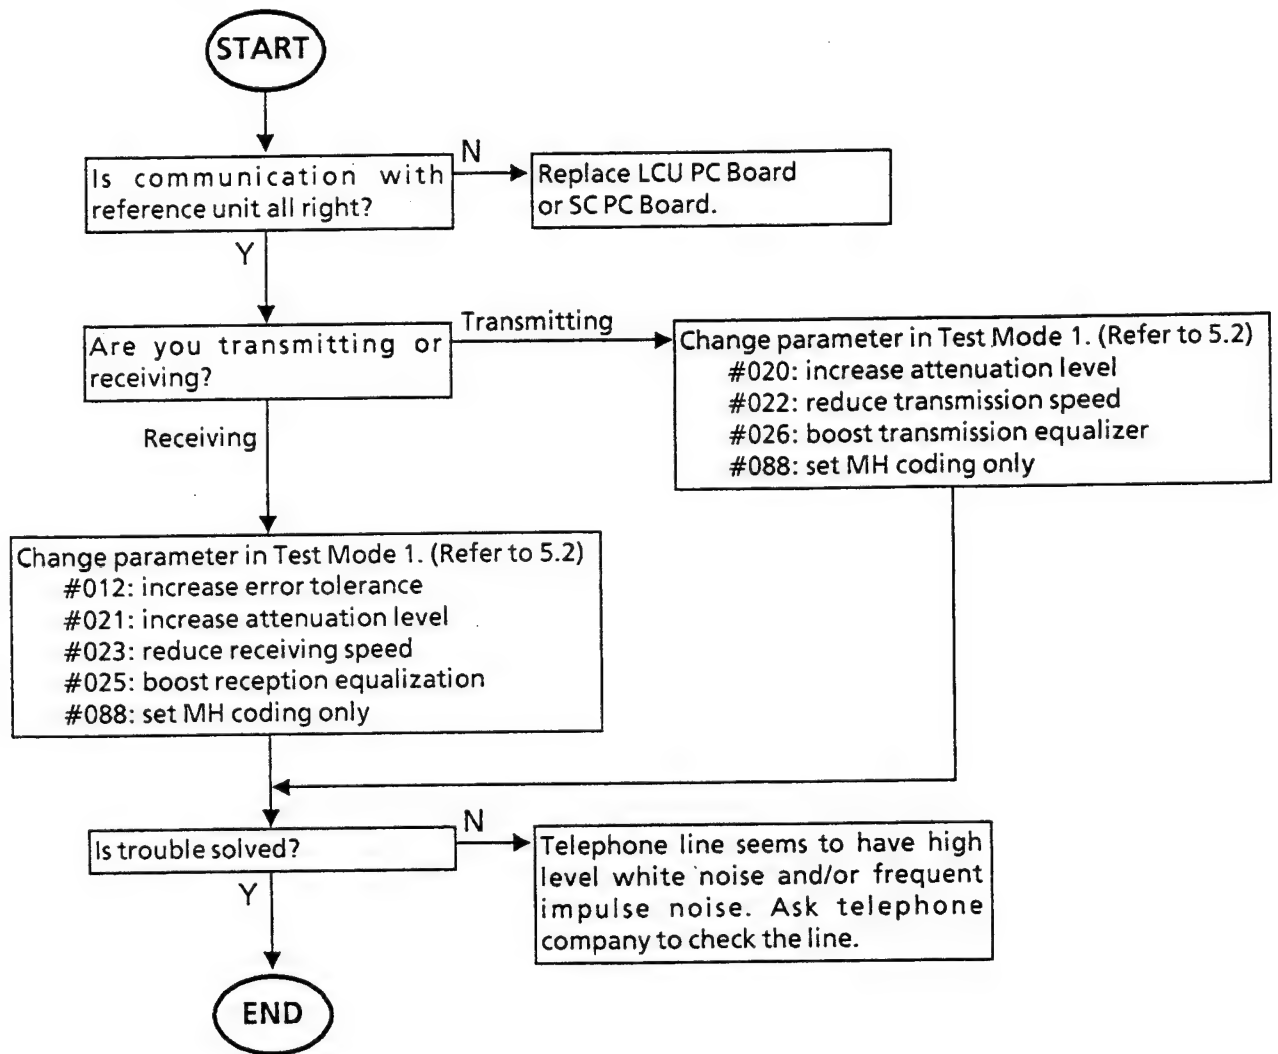 START
N
Is communication with
reference unit all right?
Replace LCU PC Board
or SC PC Board.
Y
Transmitting
Are you transmitting or
receiving?
Change parameter in Test Mode 1. (Refer to 5.2)
#020: increase attenuation level
#022: reduce transmission speed
#026: boost transmission equalizer
#088: set MH coding only
Receiving
Change parameter in Test Mode 1. (Refer to 5.2)
#012: increase error tolerance
#021: increase attenuation level
#023: reduce receiving speed
#025: boost reception equalization
#088: set MH coding only
N
Is trouble solved?
Telephone line seems to have high
level white noise and/or frequent
impulse noise. Ask telephone
company to check the line.
Y
END